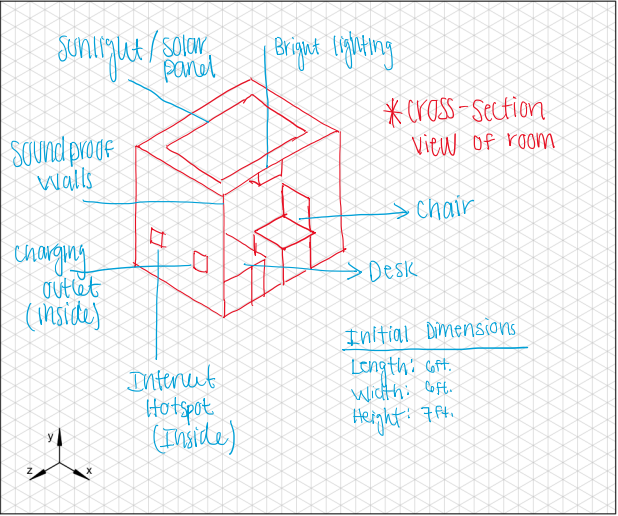 Sunlight/solar
panel
Bright lighting
*cross-section
view of room
Soundproof
walls
Chair
Charging
outlet
(inside)
Desk
Internet
Hotspot
(Inside)
Initial Dimensions
Length: 6ft.
Width: 6ft.
Height: 7ft.
y
z
x